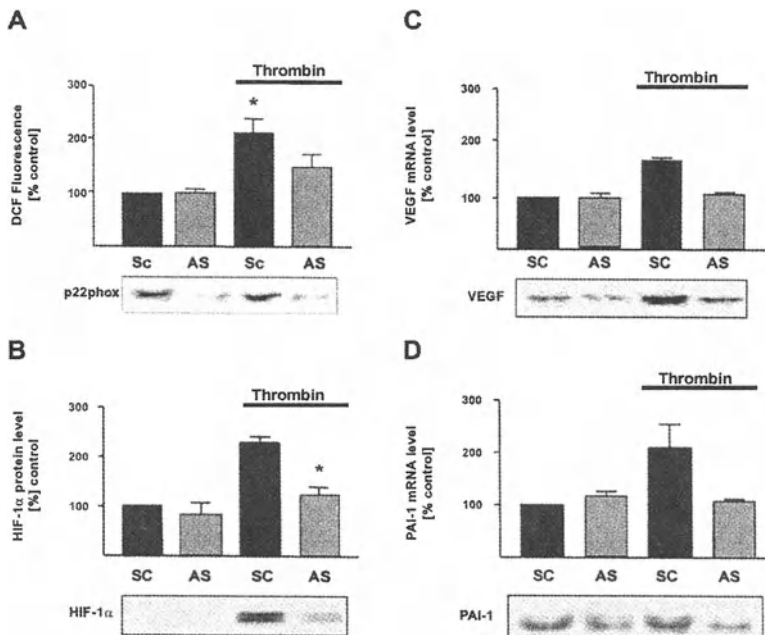 A
Thrombin
DCF Fluorescence
[% control]
300
200
100
*
Sc AS Sc AS
p22phox
B
Thrombin
HIF-1α protein level
[%] control
300
200
100
*
SC AS SC AS
HIF-1α
C
Thrombin
VEGF mRNA level
[% control]
300
200
100
SC AS SC AS
VEGF
D
Thrombin
PAI-1 mRNA level
[% control]
300
200
100
SC AS SC AS
PAI-1